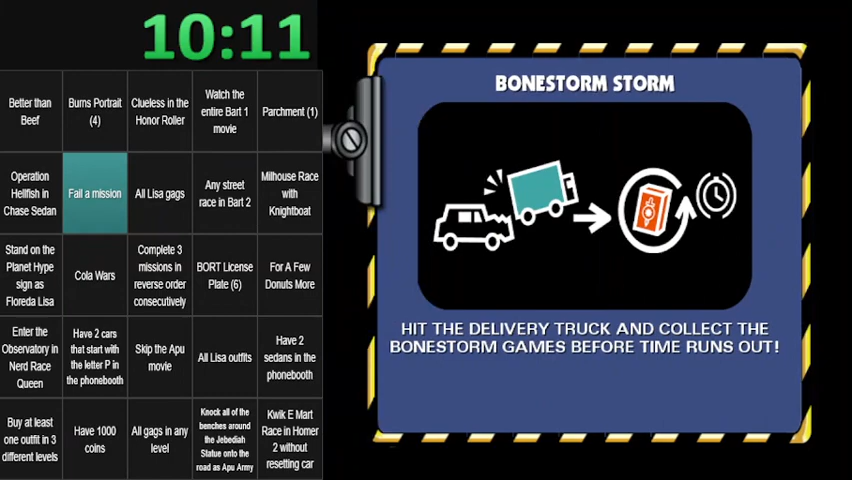 10:11
Better than
Beef
Burns Portrait
(4)
Clueless in the
Honor Roller
Watch the
entire Bart 1
movie
Parchment (1)
Operation
Hellfish in
Chase Sedan
Fail a mission
All Lisa gags
Any street
race in Bart 2
Milhouse Race
with
Knightboat
Stand on the
Planet Hype
sign as
Floreda Lisa
Cola Wars
Complete 3
missions in
reverse order
consecutively
BORT License
Plate (6)
For A Few
Donuts More
Enter the
Observatory in
Nerd Race
Queen
Have 2 cars
that start with
the letter P in
the phonebooth
Skip the Apu
movie
All Lisa outfits
Have 2
sedans in the
phonebooth
Buy at least
one outfit in 3
different levels
Have 1000
coins
All gags in any
level
Knock all of the
benches around
the Jebediah
Statue onto the
road as Apu Army
Kwik E Mart
Race in Homer
2 without
resetting car
BONESTORM STORM
HIT THE DELIVERY TRUCK AND COLLECT THE
BONESTORM GAMES BEFORE TIME RUNS OUT!